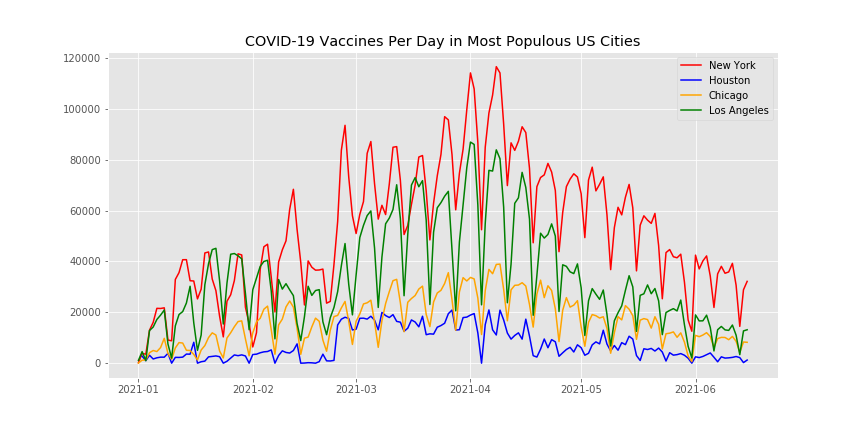 COVID-19 Vaccines Per Day in Most Populous US Cities
120000
100000
80000
60000
40000
20000
0
New York
Houston
Chicago
Los Angeles
2021-01
2021-02
2021-03
2021-04
2021-05
2021-06